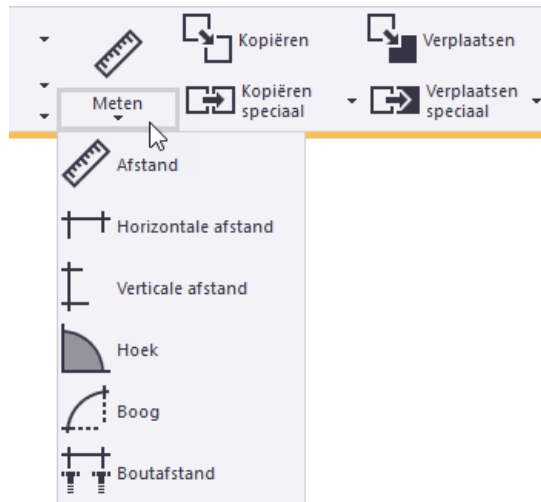 Kopiëren
Verplaatsen
Meten
Kopiëren
speciaal
Verplaatsen
speciaal
Afstand
Horizontale afstand
Verticale afstand
Hoek
Boog
Boutafstand